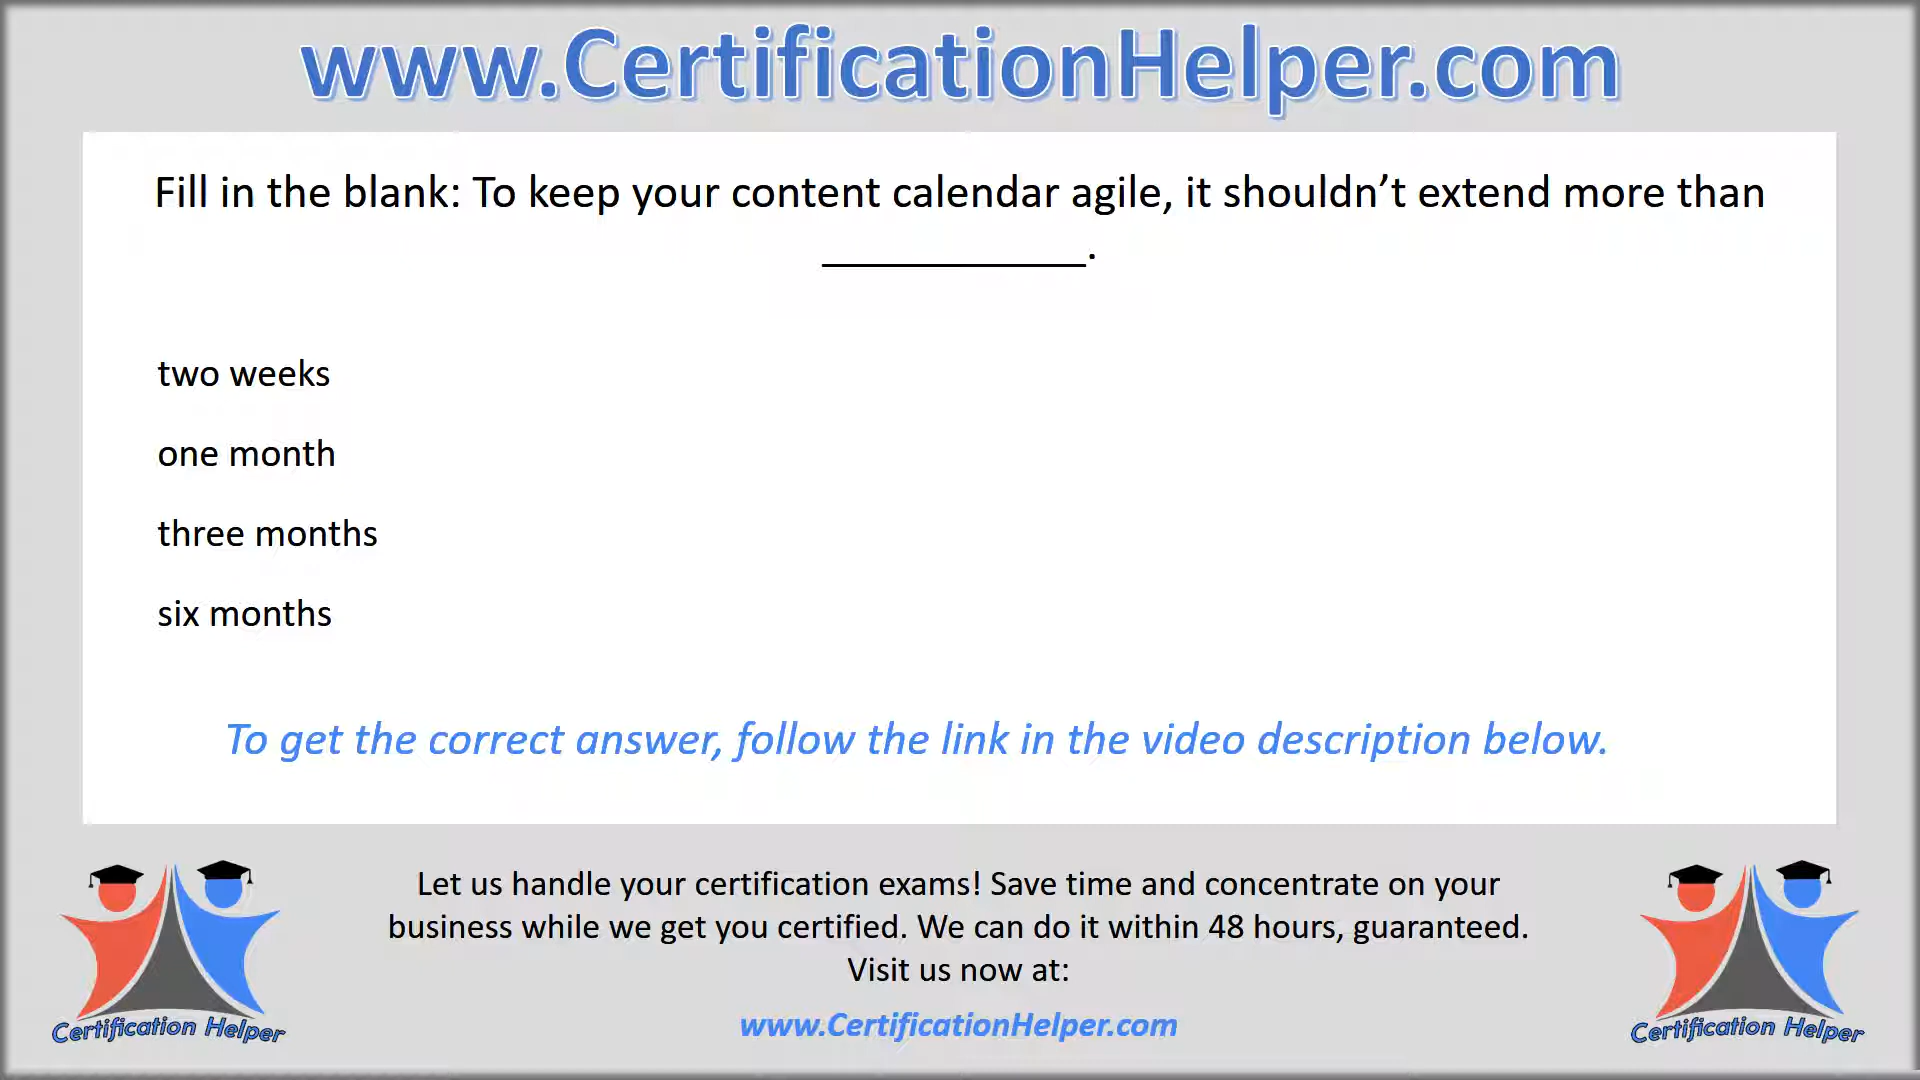 www.CertificationHelper.com
Fill in the blank: To keep your content calendar agile, it shouldn’t extend more than
____________.
two weeks
one month
three months
six months
To get the correct answer, follow the link in the video description below.
Let us handle your certification exams! Save time and concentrate on your
business while we get you certified. We can do it within 48 hours, guaranteed.
Visit us now at:
www.CertificationHelper.com
Certification Helper
Certification Helper